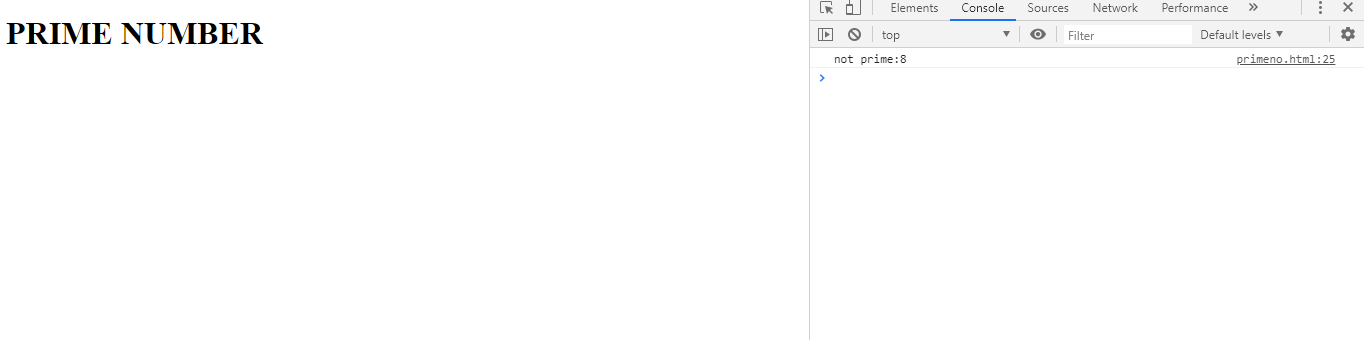 PRIME NUMBER
Elements Console Sources Network Performance
top Filter Default levels
not prime:8 primeno.html:25